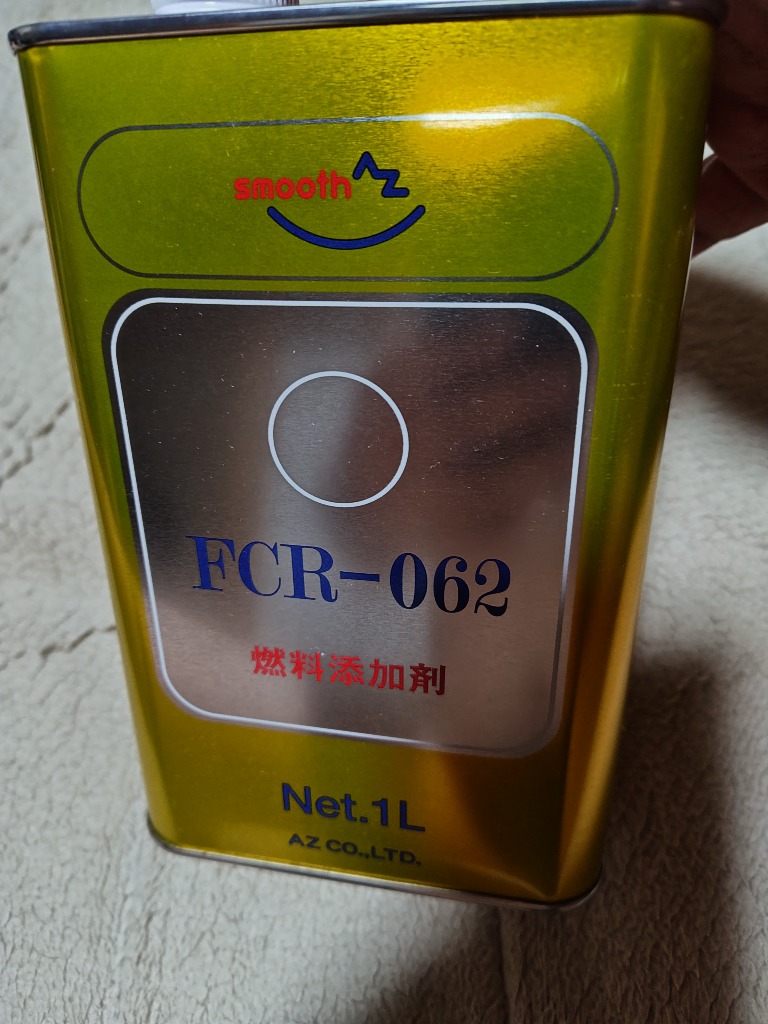 smooth AZ
FCR-062
燃料添加剤
Net.1L
AZ CO.,LTD.